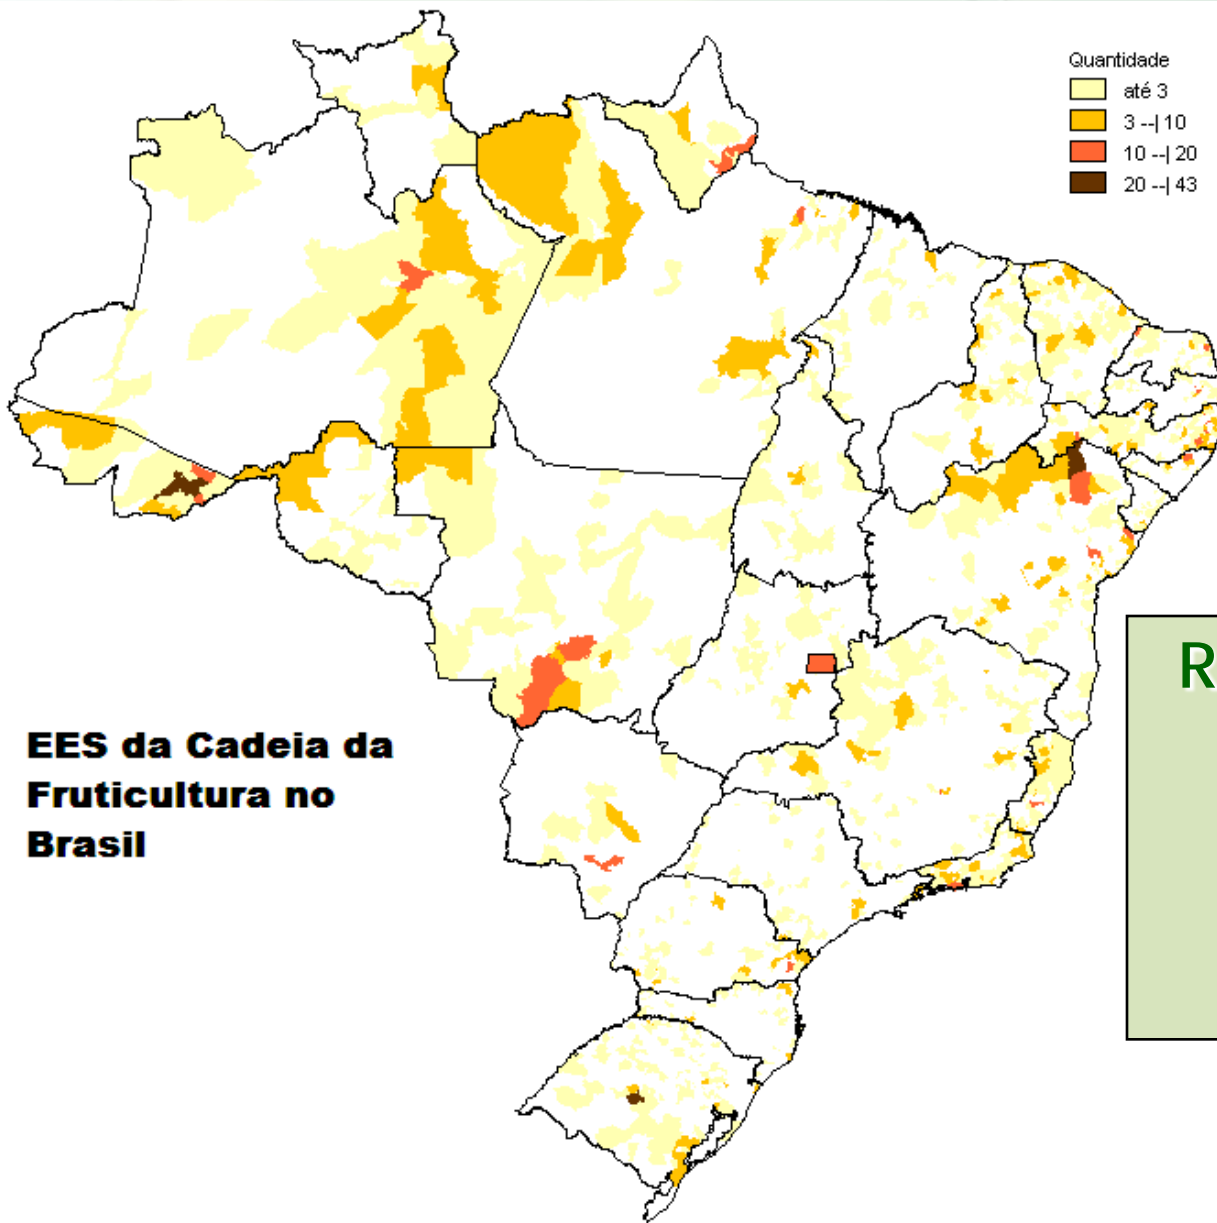 Quantidade
até 3
3 --| 10
10 --| 20
20 --| 43
R
EES da Cadeia da
Fruticultura no
Brasil